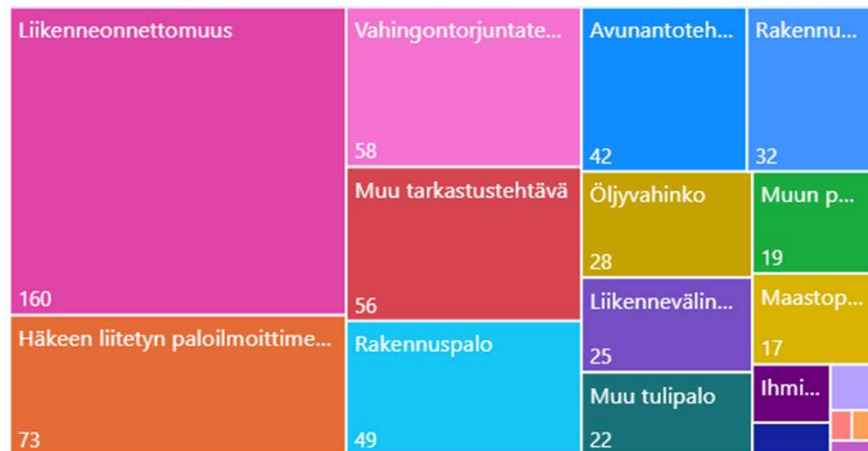 Liikenneonnettomuus
160
Häkeen liitetyn paloilmoittime...
73
Vahingontorjuntate...
58
Muu tarkastustehtävä
56
Rakennuspalo
49
Avunantoteh...
42
Rakennu...
32
Öljyvahinko
28
Liikennevälin...
25
Muu tulipalo
22
Muun p...
19
Maastop...
17
Ihmi...